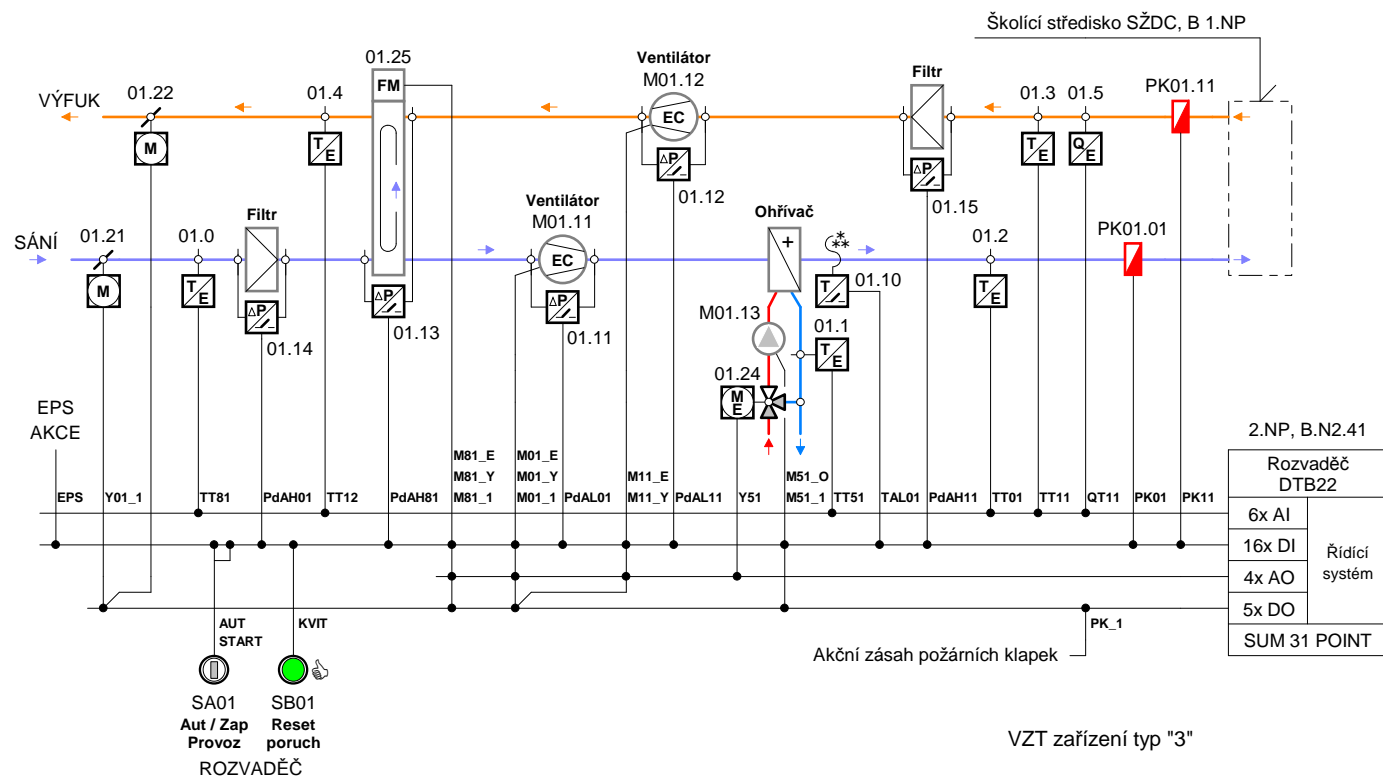 Školící středisko SŽDC, B 1.NP
01.25
Ventilátor
M01.12
Filtr
VÝFUK
01.22
01.4
FM
01.3
01.5
PK01.11
EC
M
T
E
ΔP
T
E
Q
E
01.12
01.15
Filtr
Ventilátor
M01.11
Ohřívač
SÁNÍ
01.21
01.0
01.2
PK01.01
EC
+
M
T
E
ΔP
ΔP
ΔP
T
01.10
T
E
01.14
01.13
01.11
M01.13
01.1
T
E
01.24
M
E
EPS
AKCE
2.NP, B.N2.41
Rozvaděč
DTB22
M81_E
M81_Y
M81_1
M01_E
M01_Y
M01_1
M11_E
M11_Y
M51_O
M51_1
EPS
Y01_1
TT81
PdAH01
TT12
PdAH81
PdAL01
PdAL11
Y51
TT51
TAL01
PdAH11
TT01
TT11
QT11
PK01
PK11
6x AI
16x DI
4x AO
5x DO
Řídící
systém
SUM 31 POINT
AUT
START
KVIT
PK_1
Akční zásah požárních klapek
SA01
Aut / Zap
Provoz
SB01
Reset
poruch
ROZVADĚČ
VZT zařízení typ "3"